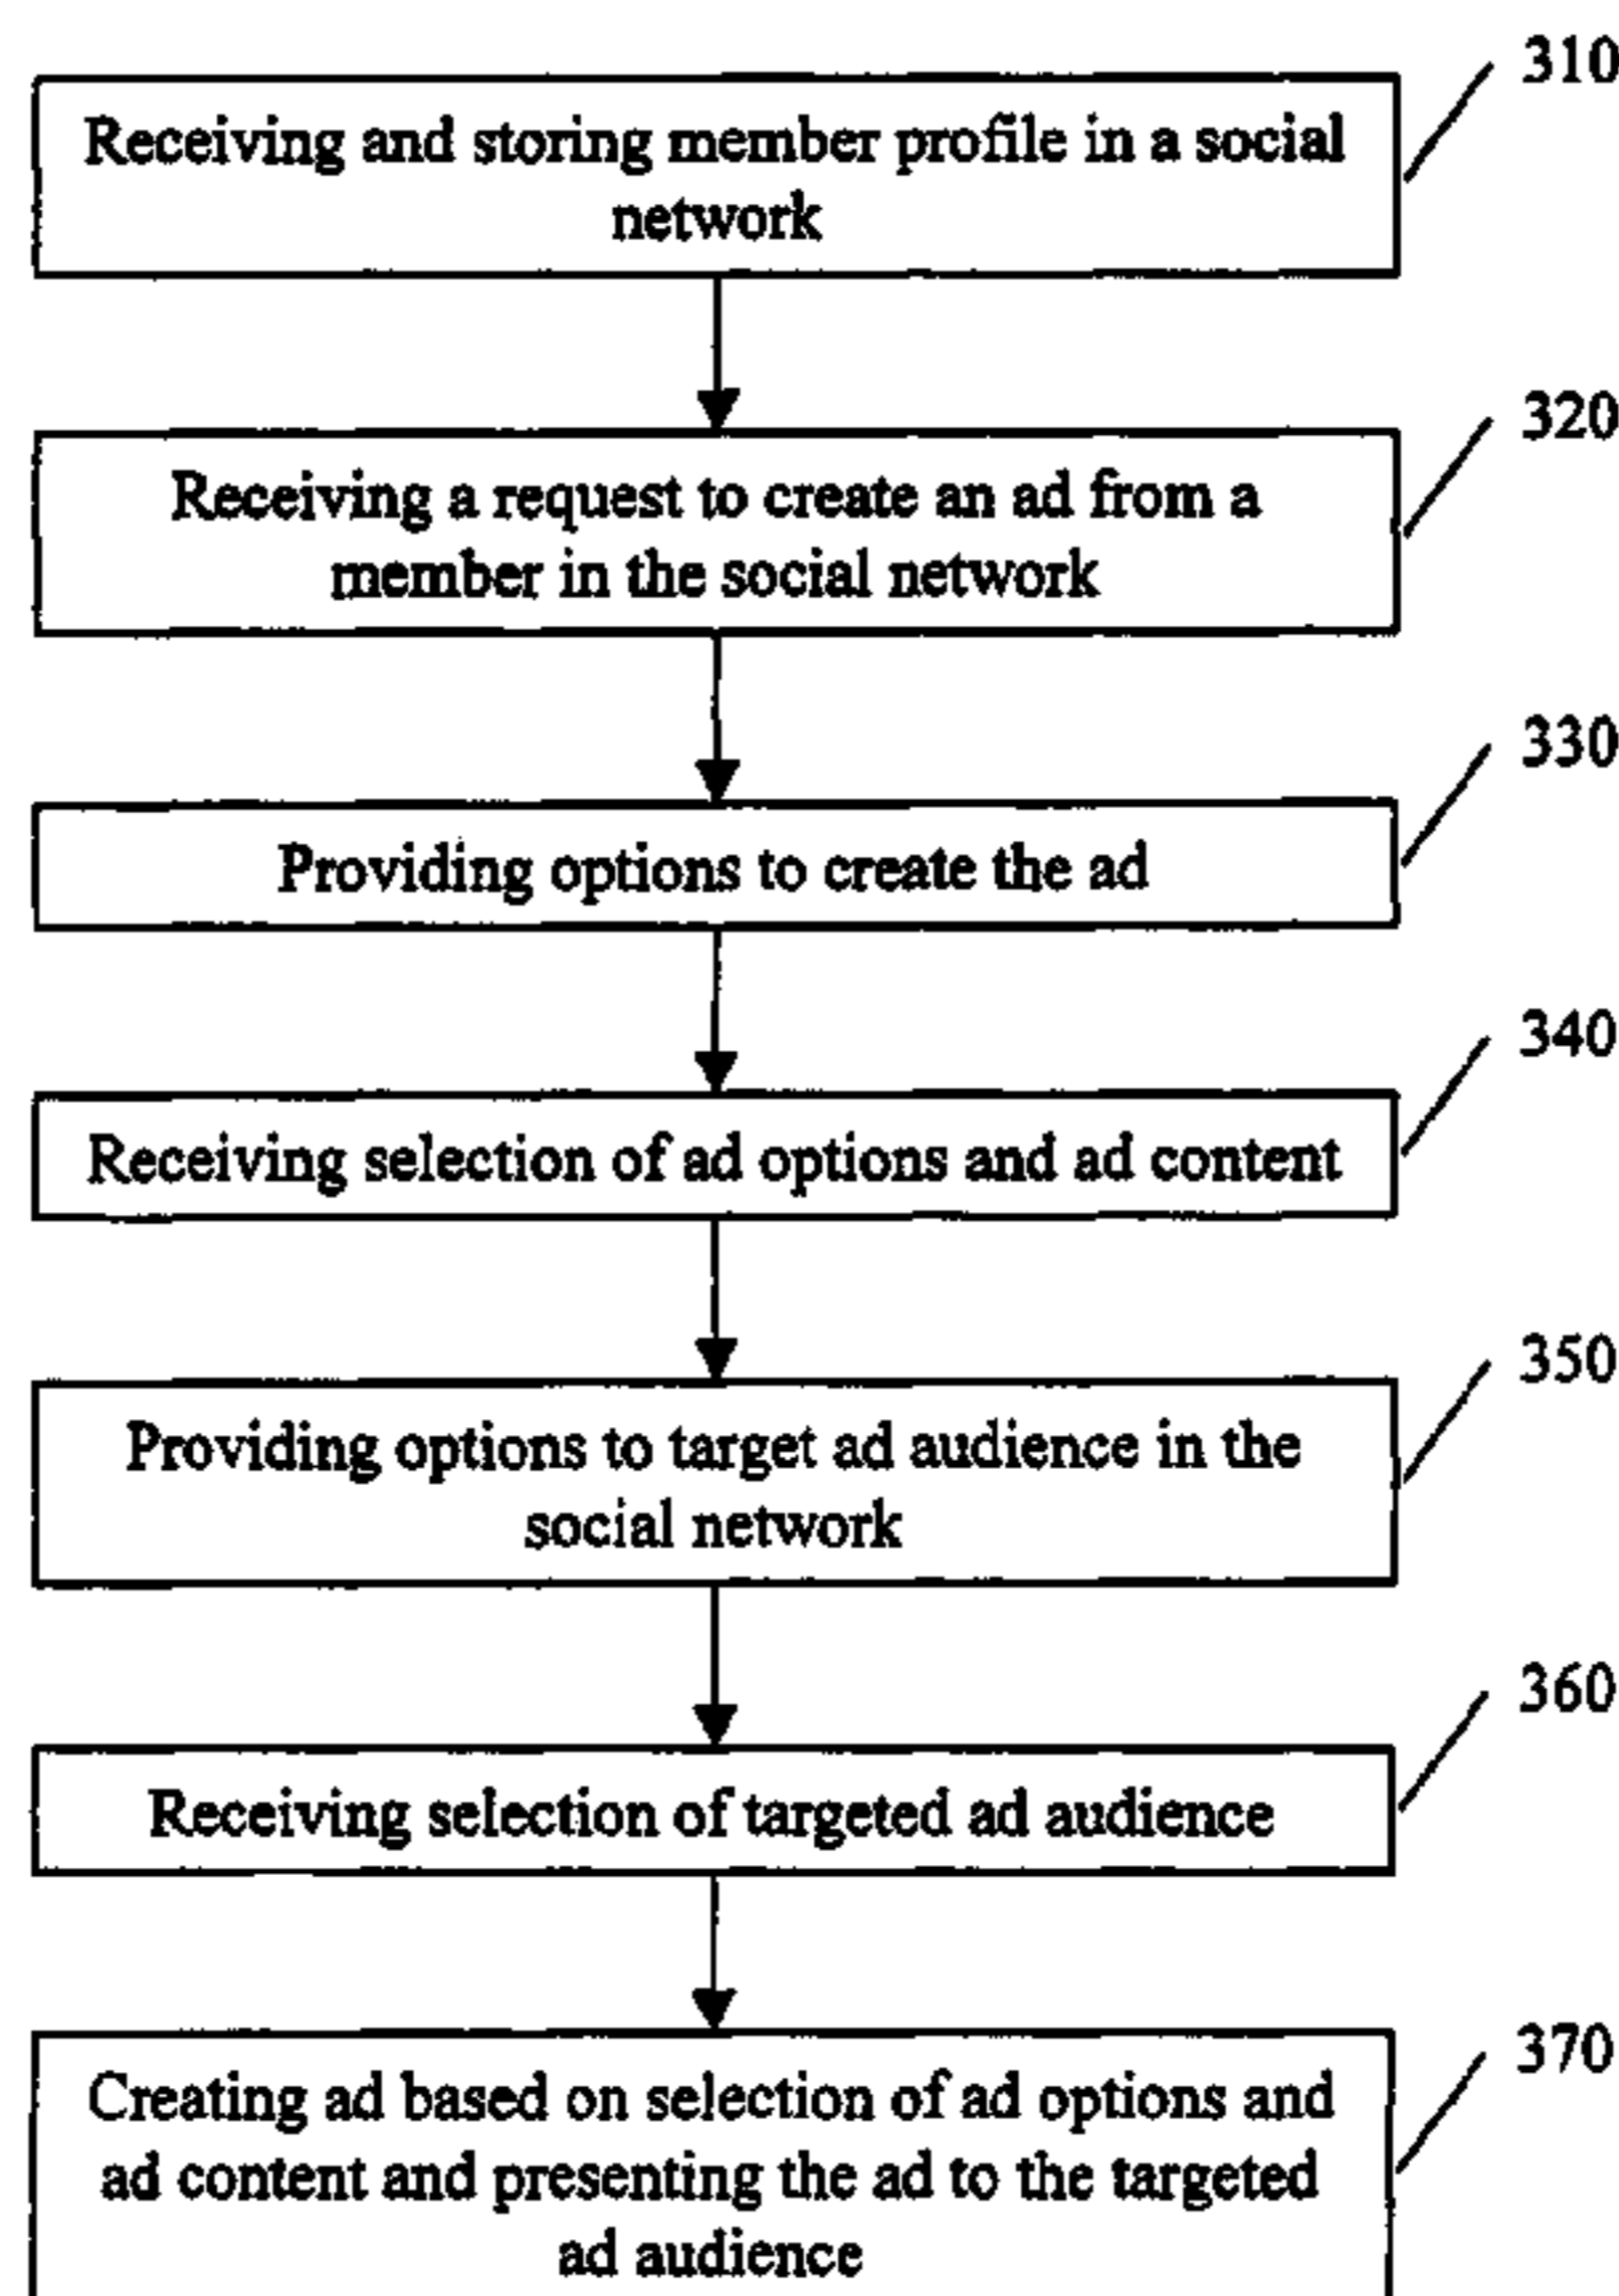 310
Receiving and storing member profile in a social
network
320
Receiving a request to create an ad from a
member in the social network
330
Providing options to create the ad
340
Receiving selection of ad options and ad content
350
Providing options to target ad audience in the
social network
360
Receiving selection of targeted ad audience
370
Creating ad based on selection of ad options and
ad content and presenting the ad to the targeted
ad audience